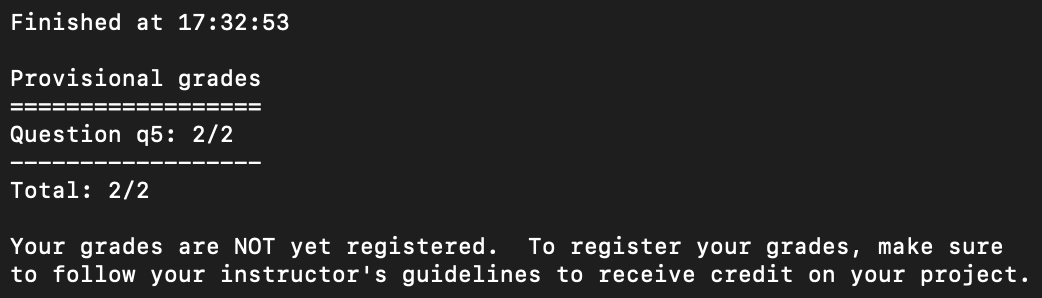 Finished at 17:32:53
Provisional grades
==================
Question q5: 2/2
------------------
Total: 2/2
Your grades are NOT yet registered.  To register your grades, make sure
to follow your instructor's guidelines to receive credit on your project.